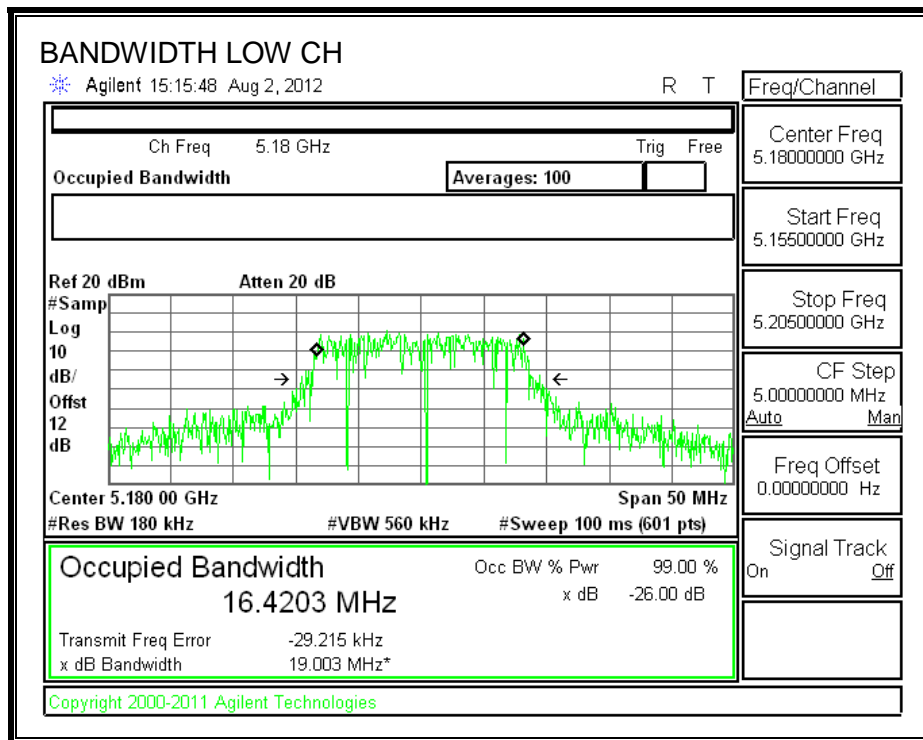 BANDWIDTH LOW CH
Agilent 15:15:48 Aug 2, 2012 R T
Ch Freq 5.18 GHz Trig Free
Occupied Bandwidth Averages: 100
Ref 20 dBm Atten 20 dB
#Samp
Log
10
dB/
Offst
12
dB
Center 5.180 00 GHz Span 50 MHz
#Res BW 180 kHz #VBW 560 kHz #Sweep 100 ms (601 pts)
Occupied Bandwidth Occ BW % Pwr 99.00 %
16.4203 MHz x dB -26.00 dB
Transmit Freq Error -29.215 kHz
x dB Bandwidth 19.003 MHz*
Copyright 2000-2011 Agilent Technologies
Freq/Channel
Center Freq
5.18000000 GHz
Start Freq
5.15500000 GHz
Stop Freq
5.20500000 GHz
CF Step
5.00000000 MHz
Auto Man
Freq Offset
0.00000000 Hz
Signal Track
On Off